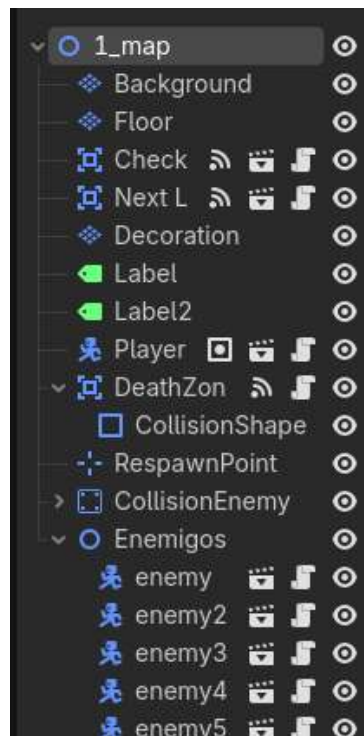 1_map
Background
Floor
Check
Next L
Decoration
Label
Label2
Player
DeathZon
CollisionShape
RespawnPoint
CollisionEnemy
Enemigos
enemy
enemy2
enemy3
enemy4
enemy5